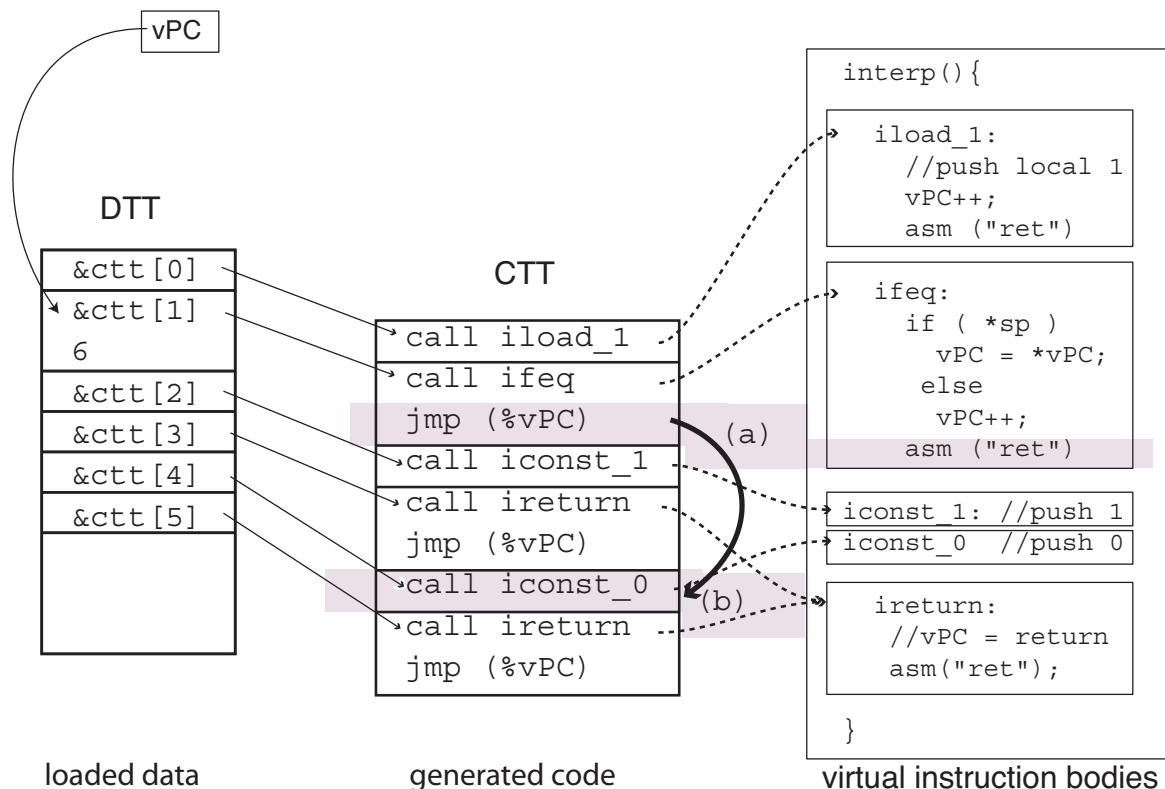 vPC
DTT
&ctt[0]
&ctt[1]
6
&ctt[2]
&ctt[3]
&ctt[4]
&ctt[5]
loaded data
CTT
call iload_1
call ifeq
jmp (%vPC)
call iconst_1
call ireturn
jmp (%vPC)
call iconst_0
call ireturn
jmp (%vPC)
(a)
(b)
generated code
interp(){
iload_1:
//push local 1
vPC++;
asm ("ret")
ifeq:
if ( *sp )
vPC = *vPC;
else
vPC++;
asm ("ret")
iconst_1: //push 1
iconst_0 //push 0
ireturn:
//vPC = return
asm("ret");
}
virtual instruction bodies